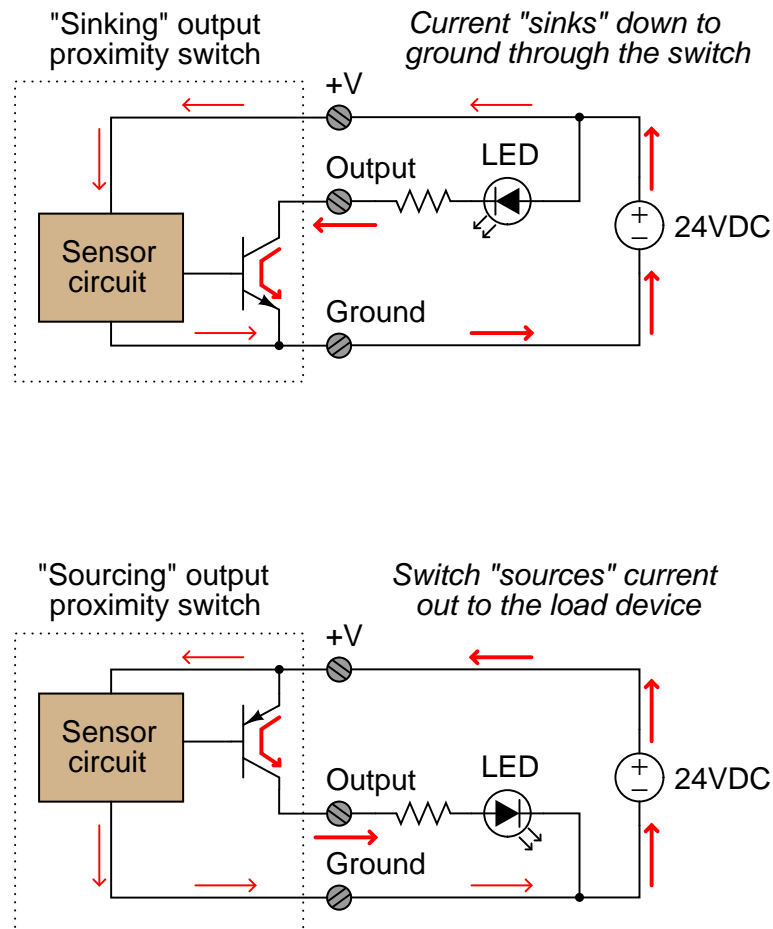 "Sinking" output
proximity switch
Current "sinks" down to
ground through the switch
+V
Output
LED
Sensor
circuit
+
−
24VDC
Ground
"Sourcing" output
proximity switch
Switch "sources" current
out to the load device
+V
Sensor
circuit
Output
LED
+
−
24VDC
Ground